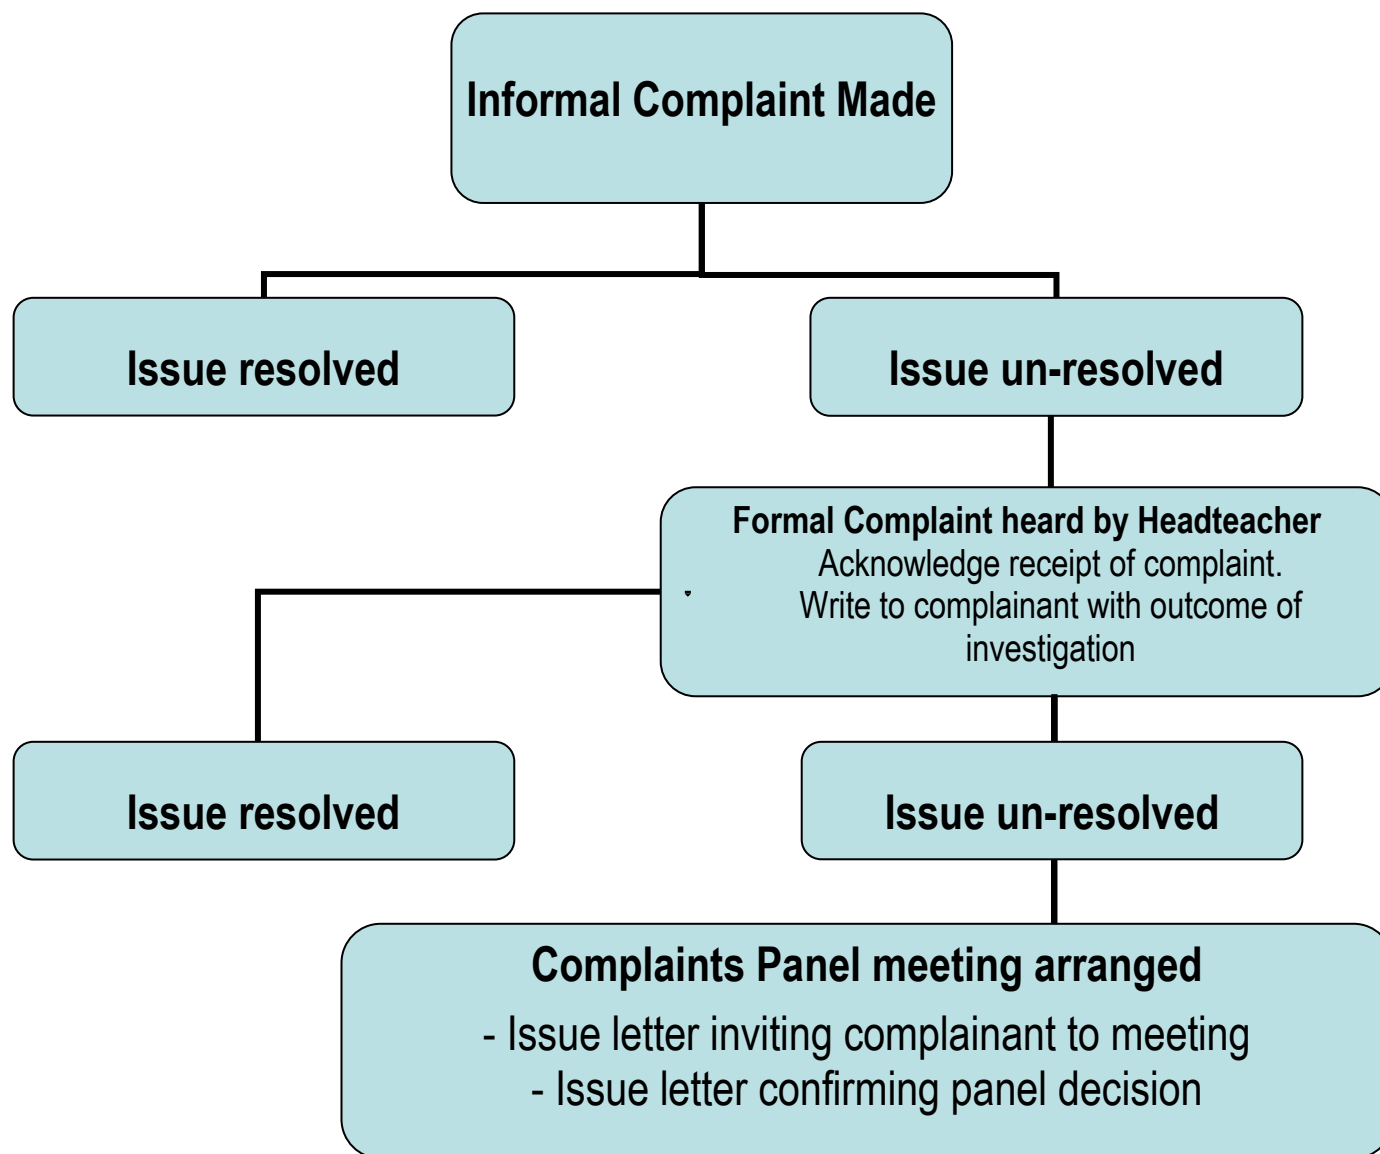 Informal Complaint Made
Issue resolved
Issue un-resolved
Formal Complaint heard by Headteacher
Acknowledge receipt of complaint.
Write to complainant with outcome of
investigation
Issue resolved
Issue un-resolved
Complaints Panel meeting arranged
- Issue letter inviting complainant to meeting
- Issue letter confirming panel decision